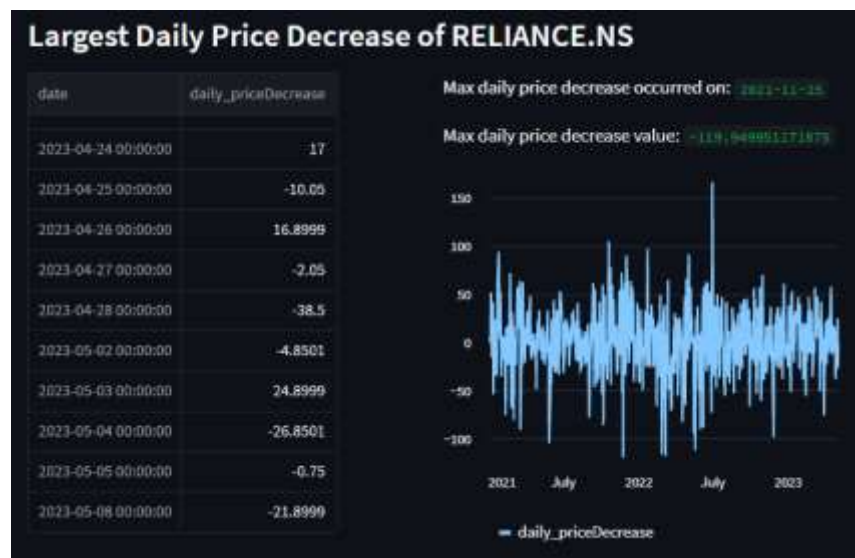 Largest Daily Price Decrease of RELIANCE.NS
date daily_priceDecrease
2023-04-24 00:00:00 17
2023-04-25 00:00:00 -10.05
2023-04-26 00:00:00 16.8999
2023-04-27 00:00:00 -2.05
2023-04-28 00:00:00 -38.5
2023-05-02 00:00:00 -4.8501
2023-05-03 00:00:00 24.8999
2023-05-04 00:00:00 -26.8501
2023-05-05 00:00:00 -0.75
2023-05-08 00:00:00 -21.8999
Max daily price decrease occurred on:
Max daily price decrease value:
150
100
50
0
-50
-100
2021 July 2022 July 2023
daily_priceDecrease